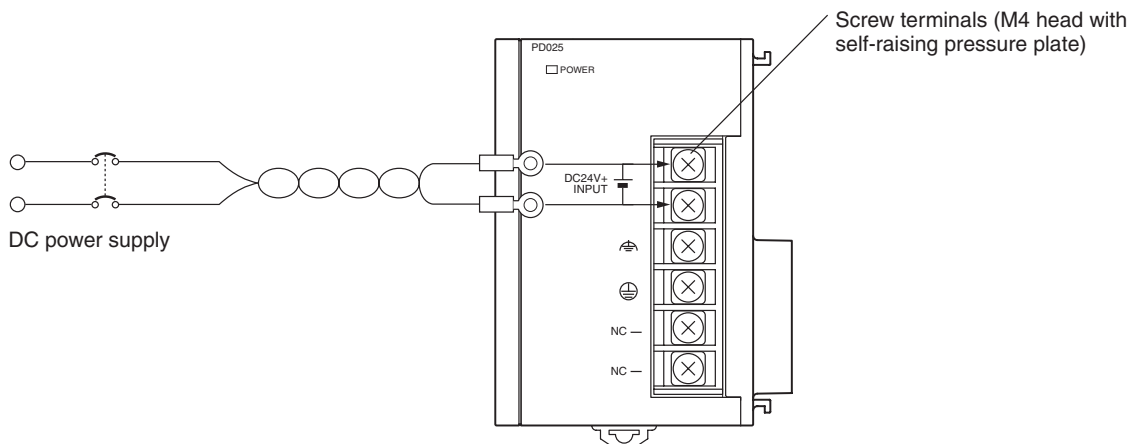 Screw terminals (M4 head with
self-raising pressure plate)
PD025
POWER
DC24V+
INPUT
DC power supply
NC
NC